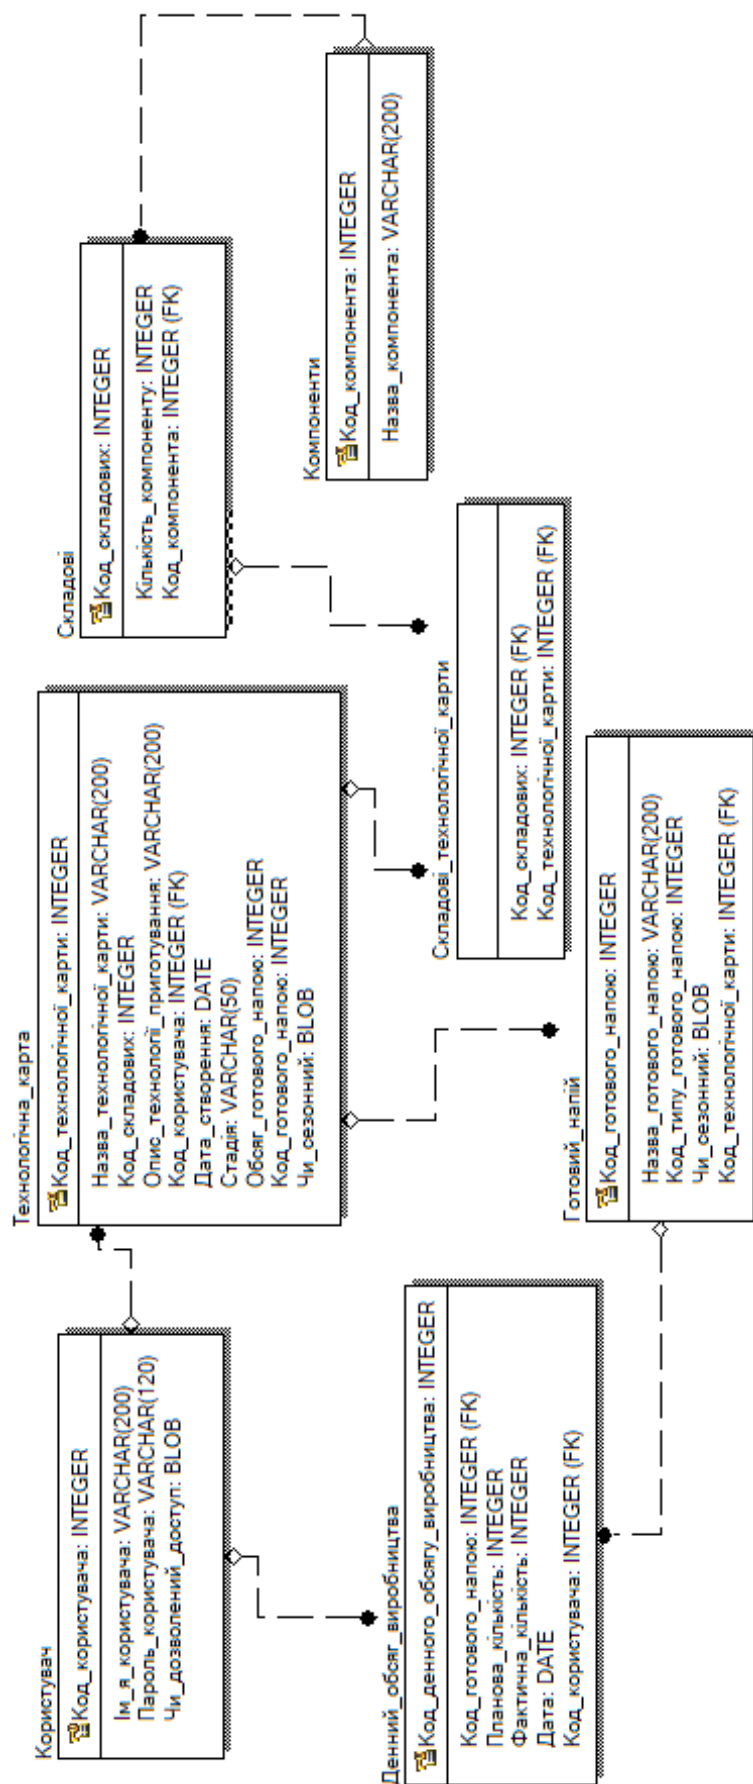 Користувач
Код_користувача: INTEGER
Ім_я_користувача: VARCHAR(200)
Пароль_користувача: VARCHAR(120)
Чи_дозволений_доступ: BLOB
Технологічна_карта
Код_технологічної_карти: INTEGER
Назва_технологічної_карти: VARCHAR(200)
Код_складових: INTEGER
Опис_технології_приготування: VARCHAR(200)
Код_користувача: INTEGER (FK)
Дата_створення: DATE
Стадія: VARCHAR(50)
Обсяг_готового_напою: INTEGER
Код_готового_напою: INTEGER
Чи_сезонний: BLOB
Складові
Код_складових: INTEGER
Кількість_компоненту: INTEGER
Код_компонента: INTEGER (FK)
Компоненти
Код_компонента: INTEGER
Назва_компонента: VARCHAR(200)
Складові_технологічної_карти
Код_складових: INTEGER (FK)
Код_технологічної_карти: INTEGER (FK)
Денний_обсяг_виробництва
Код_денного_обсягу_виробництва: INTEGER
Код_готового_напою: INTEGER (FK)
Планова_кількість: INTEGER
Фактична_кількість: INTEGER
Дата: DATE
Код_користувача: INTEGER (FK)
Готовий_напій
Код_готового_напою: INTEGER
Назва_готового_напою: VARCHAR(200)
Код_типу_готового_напою: INTEGER
Чи_сезонний: BLOB
Код_технологічної_карти: INTEGER (FK)